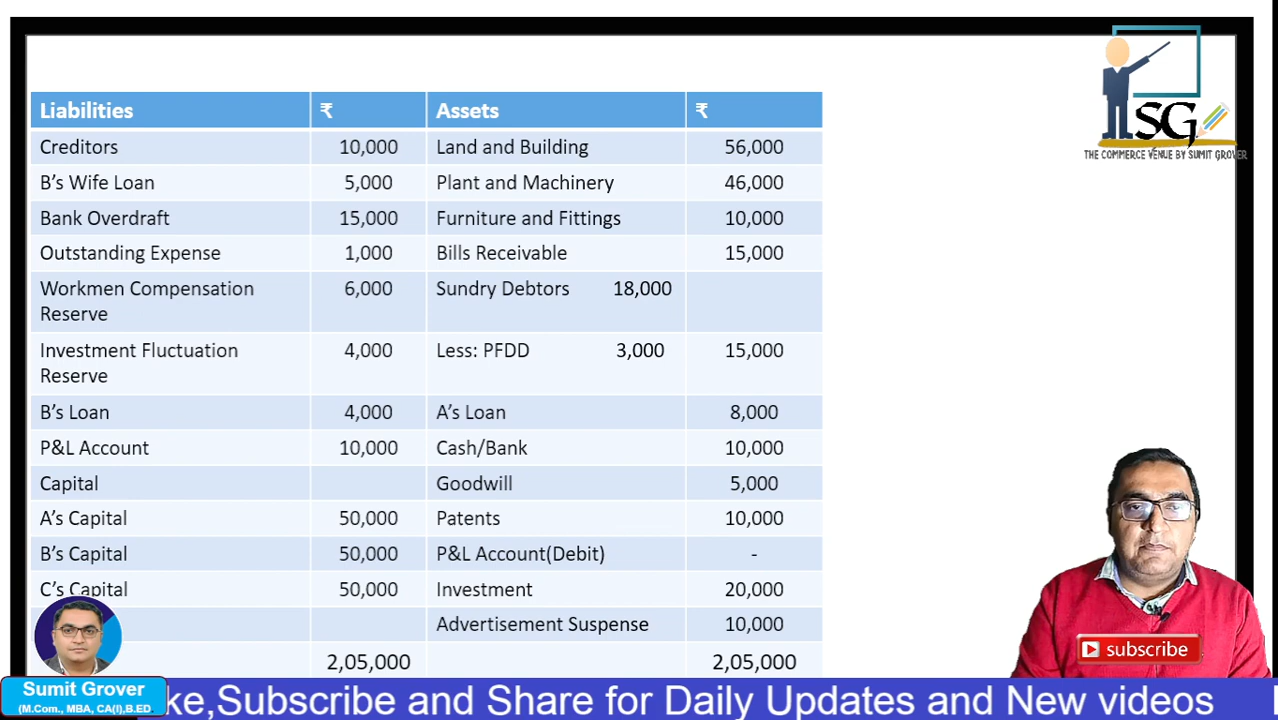 SG
THE COMMERCE VENUE BY SUMIT GROVER
Liabilities ₹ Assets ₹
Creditors 10,000 Land and Building 56,000
B's Wife Loan 5,000 Plant and Machinery 46,000
Bank Overdraft 15,000 Furniture and Fittings 10,000
Outstanding Expense 1,000 Bills Receivable 15,000
Workmen Compensation 6,000 Sundry Debtors 18,000
Reserve
Investment Fluctuation 4,000 Less: PFDD 3,000 15,000
Reserve
B's Loan 4,000 A's Loan 8,000
P&L Account 10,000 Cash/Bank 10,000
Capital Goodwill 5,000
A's Capital 50,000 Patents 10,000
B's Capital 50,000 P&L Account(Debit) -
C's Capital 50,000 Investment 20,000
Advertisement Suspense 10,000
2,05,000 2,05,000
subscribe
Sumit Grover
(M.Com., MBA, CA(I),B.ED
ke,Subscribe and Share for Daily Updates and New videos